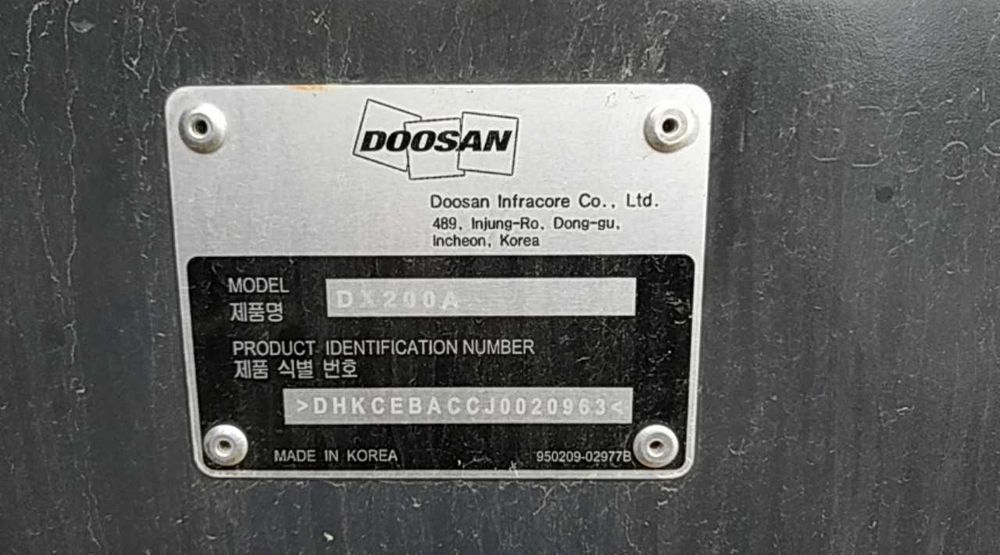 DOOSAN
Doosan Infracore Co., Ltd.
489, Injung-Ro, Dong-gu,
Incheon, Korea
MODEL DX200A
제품명
PRODUCT IDENTIFICATION NUMBER
제품 식별 번호
>DHKCEBACCJ0020963<
MADE IN KOREA 950209-02977B